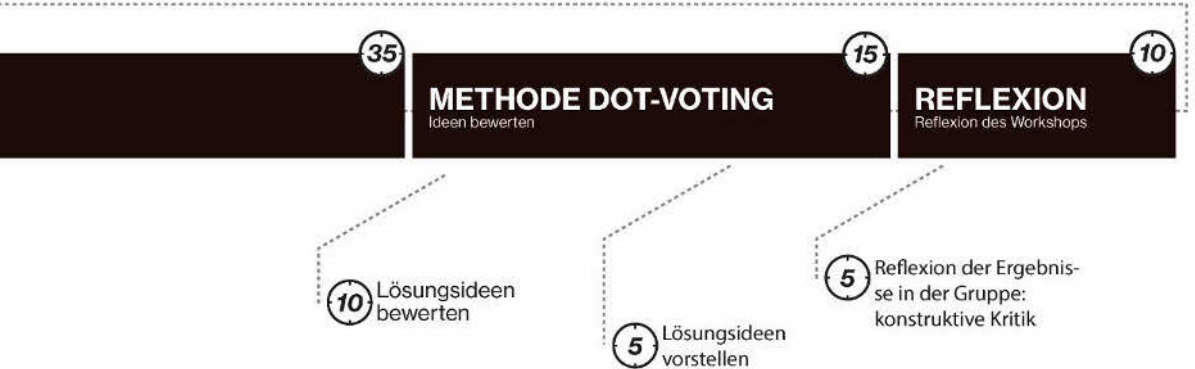 35
15
10
METHODE DOT-VOTING
Ideen bewerten
REFLEXION
Reflexion des Workshops
10
Lösungsideen
bewerten
5
Lösungsideen
vorstellen
5
Reflexion der Ergebnis-
se in der Gruppe:
konstruktive Kritik